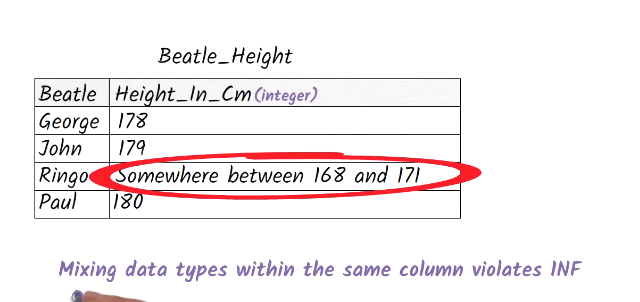 Beatle_Height
Beatle Height_In_Cm (integer)
George 178
John 179
Ringo Somewhere between 168 and 171
Paul 180
Mixing data types within the same column violates 1NF